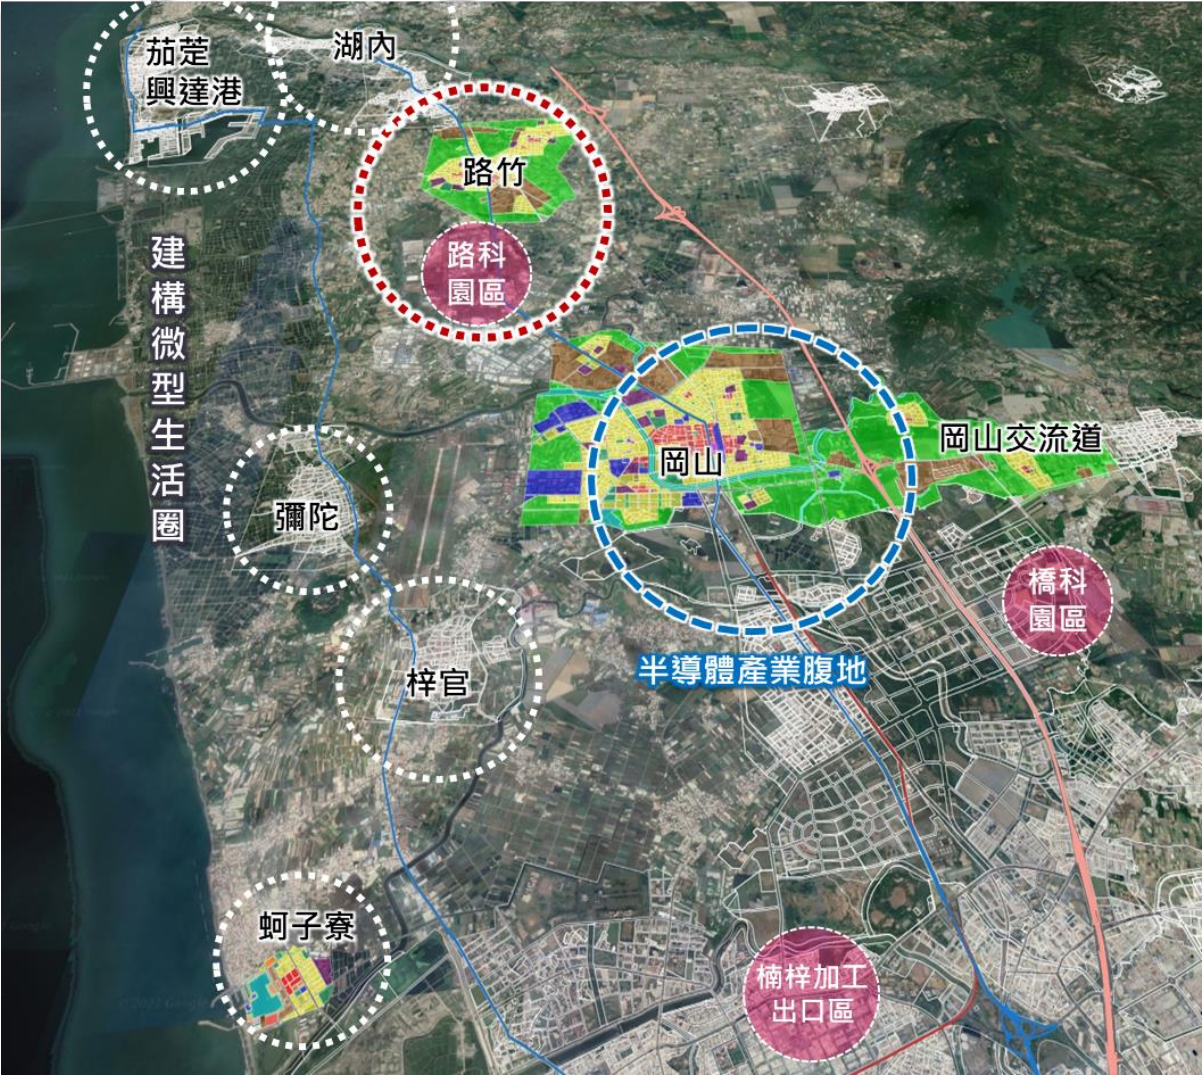 茄萣
興達港
湖內
路竹
路科
園區
建構微型生活圈
岡山
岡山交流道
彌陀
橋科
園區
半導體產業腹地
梓官
蚵子寮
楠梓加工
出口區
©2021 Google